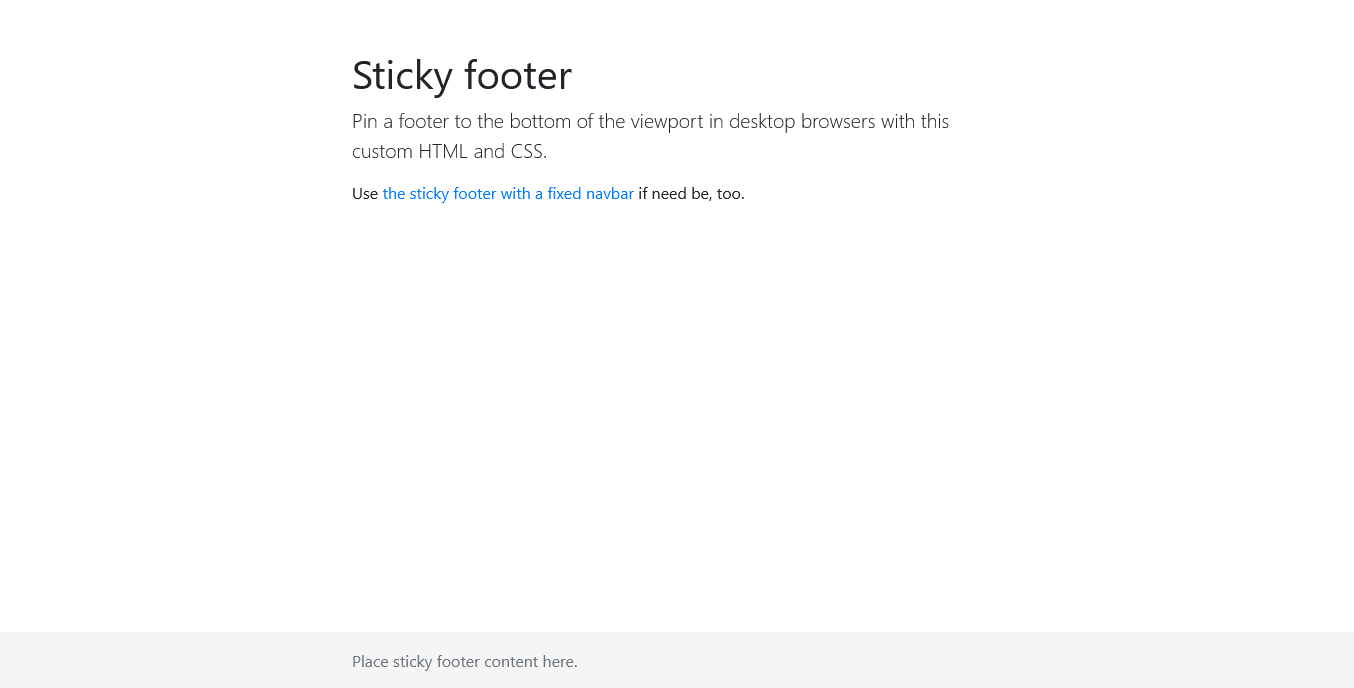 Sticky footer
Pin a footer to the bottom of the viewport in desktop browsers with this
custom HTML and CSS.
Use the sticky footer with a fixed navbar if need be, too.
Place sticky footer content here.